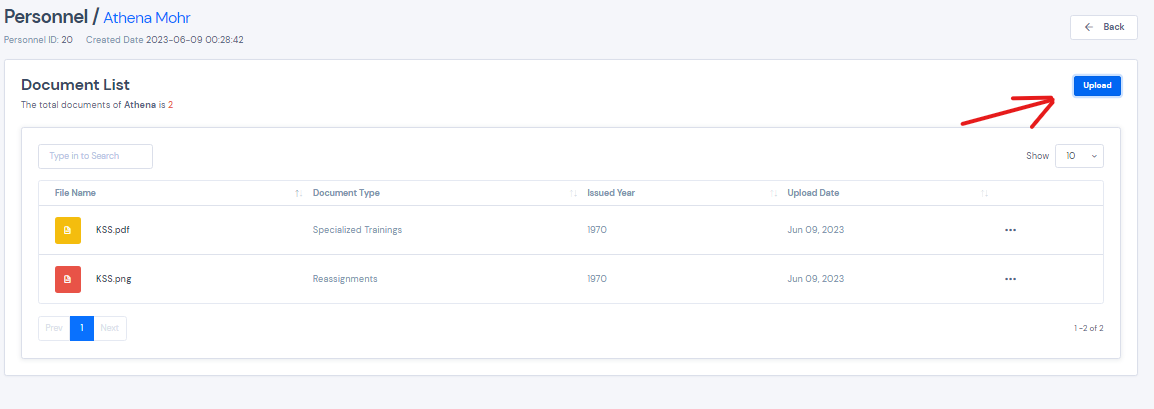 Personnel / Athena Mohr
Personnel ID: 20 Created Date 2023-06-09 00:28:42
Back
Document List
Upload
The total documents of Athena is 2
Type in to Search
Show 10
File Name Document Type Issued Year Upload Date
KSS.pdf Specialized Trainings 1970 Jun 09, 2023
KSS.png Reassignments 1970 Jun 09, 2023
Prev 1 Next
1 -2 of 2